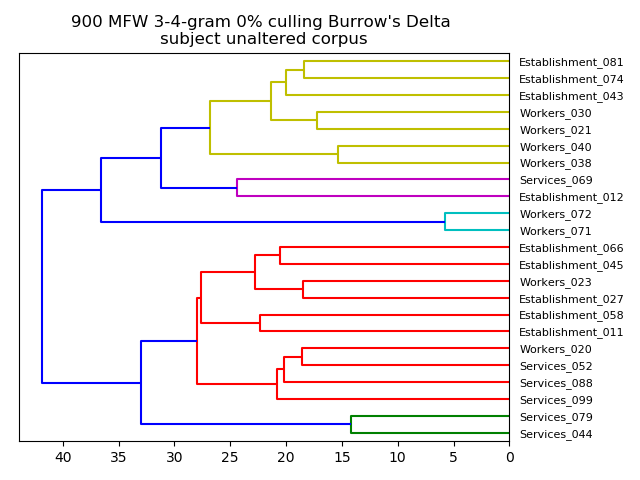 900 MFW 3-4-gram 0% culling Burrow's Delta
subject unaltered corpus
Establishment_081
Establishment_074
Establishment_043
Workers_030
Workers_021
Workers_040
Workers_038
Services_069
Establishment_012
Workers_072
Workers_071
Establishment_066
Establishment_045
Workers_023
Establishment_027
Establishment_058
Establishment_011
Workers_020
Services_052
Services_088
Services_099
Services_079
Services_044
40 35 30 25 20 15 10 5 0